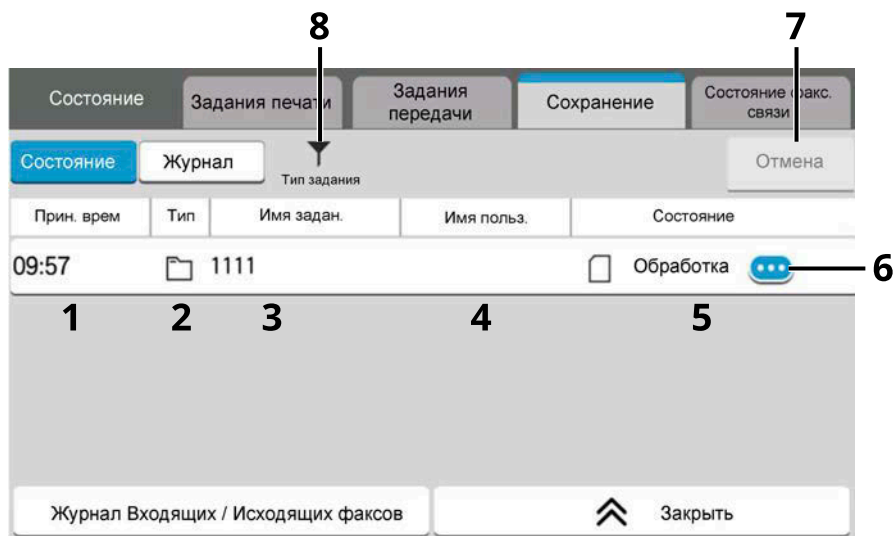 8
7
Состояние
Задания печати
Задания
передачи
Сохранение
Состояние факс.
связи
Состояние
Журнал
Тип задания
Отмена
Прин. врем
Тип
Имя задан.
Имя польз.
Состояние
09:57
1111
Обработка
6
1
2
3
4
5
Журнал Входящих / Исходящих факсов
Закрыть